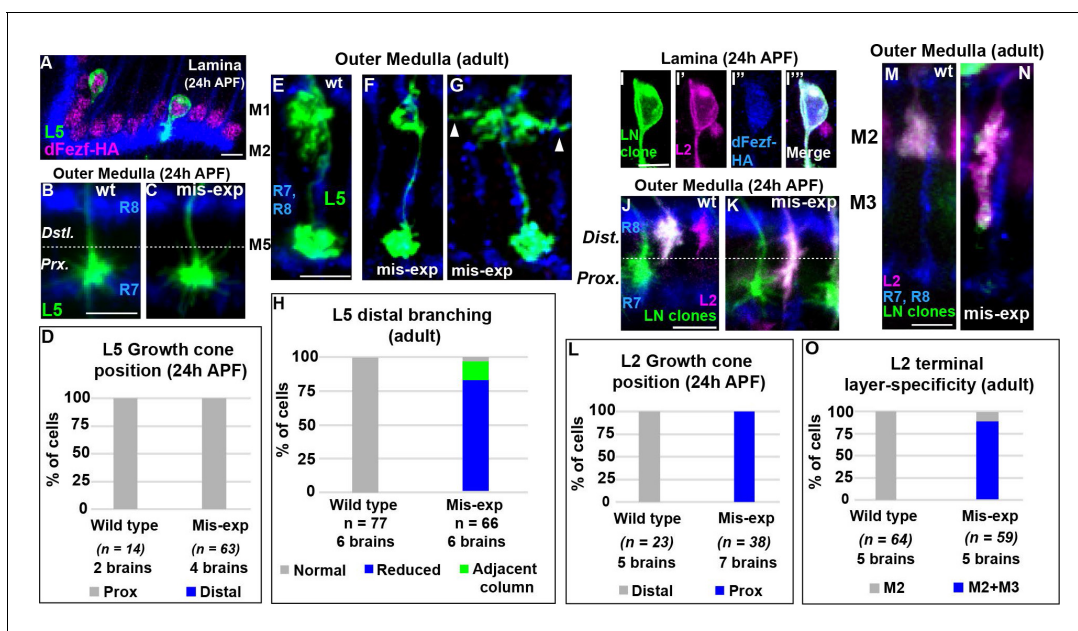 A
Lamina
(24h APF)
L5
dFezf-HA
Outer Medulla (24h APF)
B
wt
C
mis-exp
R8
Dstl.
Prx.
R7
L5
D
L5 Growth cone
position (24h APF)
% of cells
100
75
50
25
0
Wild type
Mis-exp
(n = 14)
(n = 63)
2 brains
4 brains
Prox
Distal
Outer Medulla (adult)
E
wt
F
G
M1
M2
R7,
R8
L5
M5
mis-exp
mis-exp
H
L5 distal branching
(adult)
% of cells
100
75
50
25
0
Wild type
Mis-exp
n = 77
n = 66
6 brains
6 brains
Normal
Reduced
Adjacent
column
Lamina (24h APF)
I
I'
I''
I'''
LN
clone
L2
dFezf-
HA
Merge
Outer Medulla (24h APF)
J
wt
K
mis-exp
R8
Dist.
Prox.
R7
L2
LN clones
L
L2 Growth cone
position (24h APF)
% of cells
100
75
50
25
0
Wild type
Mis-exp
(n = 23)
(n = 38)
5 brains
7 brains
Distal
Prox
Outer Medulla (adult)
M
wt
N
M2
M3
L2
R7, R8
LN clones
mis-exp
O
L2 terminal
layer-specificity (adult)
% of cells
100
75
50
25
0
Wild type
Mis-exp
(n = 64)
(n = 59)
5 brains
5 brains
M2
M2+M3